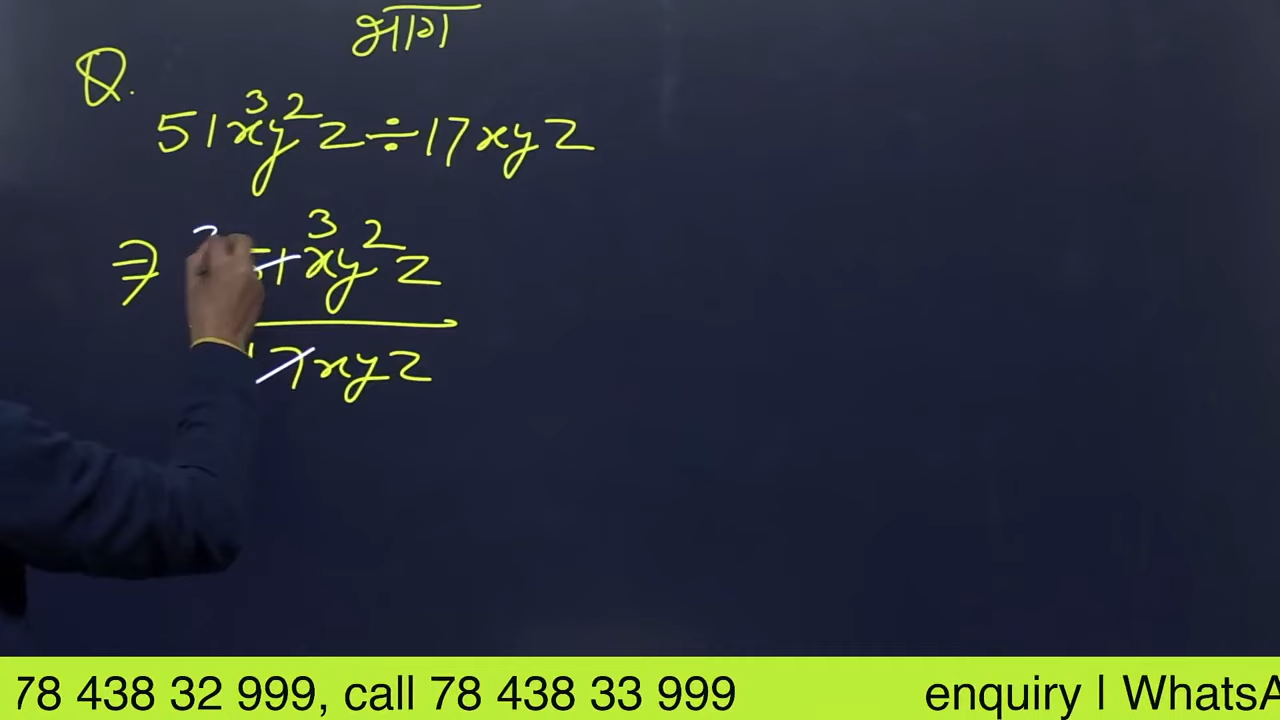 भाग
Q.
51x³y²z÷17xyz
⇒ 51x³y²z
17xyz
78 438 32 999, call 78 438 33 999 enquiry | WhatsA